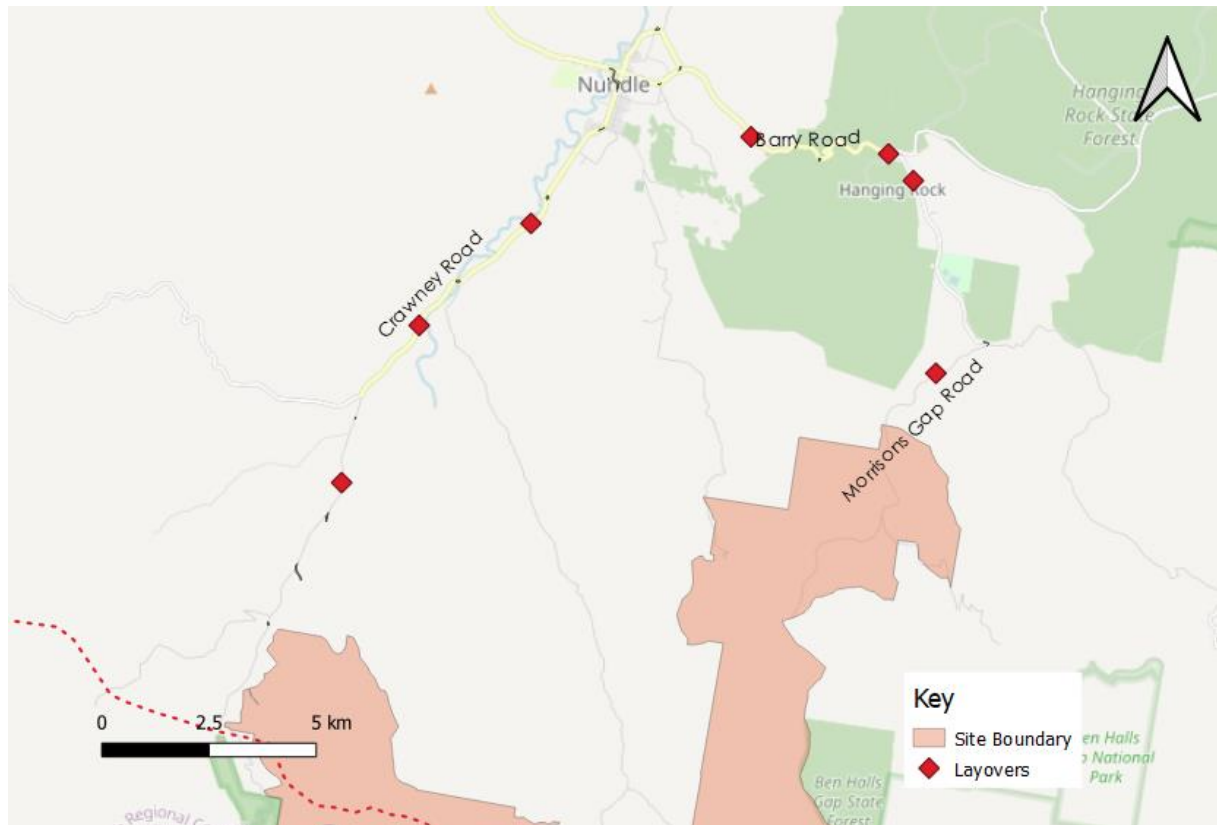 Nundle
Hanging
Rock State
Forest
Barry Road
Hanging Rock
Crawney Road
Morrisons Gap Road
0 2.5 5 km
Key
Site Boundary
Layovers
Ben Halls
National
Park
Ben Halls
Gap State
Forest
Regional